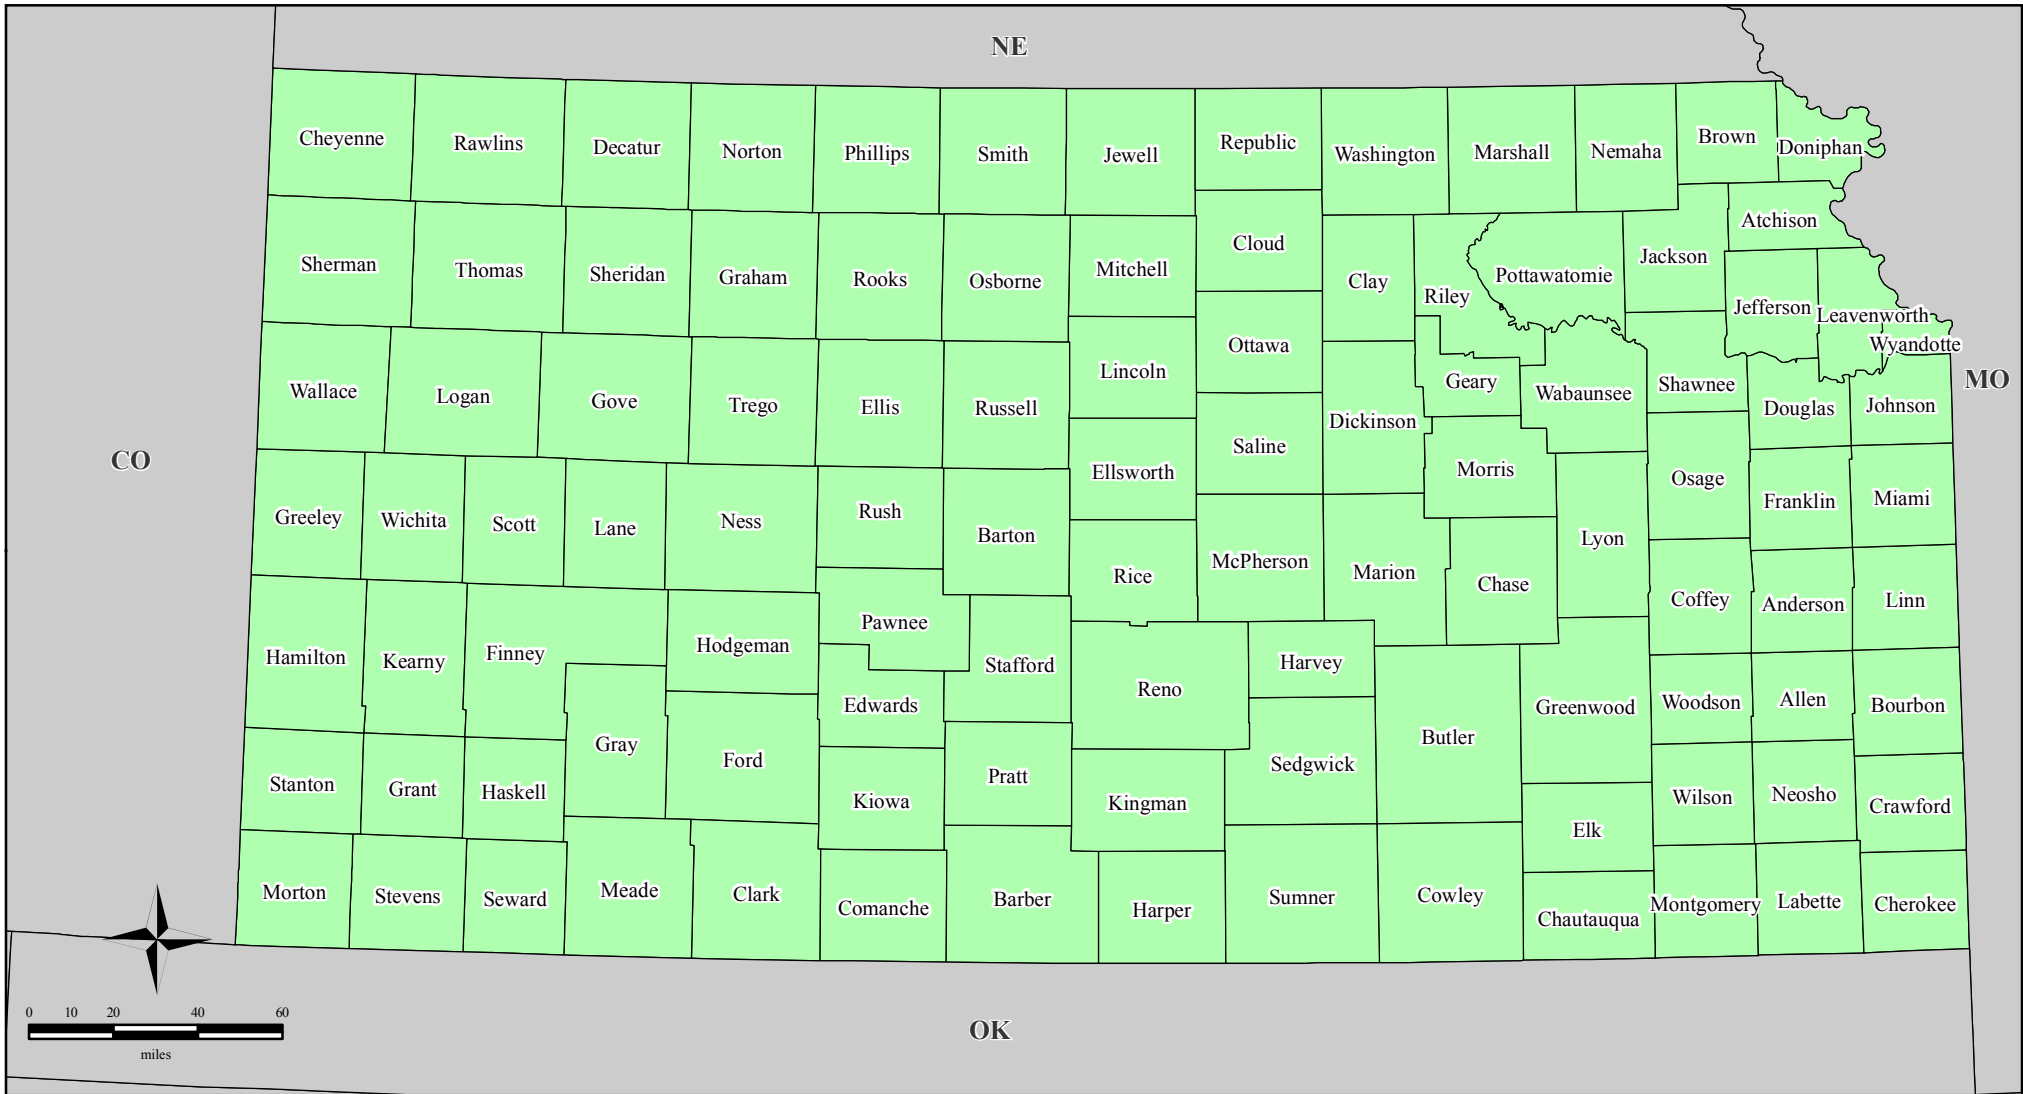 NE
Cheyenne
Rawlins
Decatur
Norton
Phillips
Smith
Jewell
Republic
Washington
Marshall
Nemaha
Brown
Doniphan
Sherman
Thomas
Sheridan
Graham
Rooks
Osborne
Mitchell
Cloud
Clay
Riley
Pottawatomie
Jackson
Atchison
Jefferson
Leavenworth
Wyandotte
Wallace
Logan
Gove
Trego
Ellis
Russell
Lincoln
Ottawa
Dickinson
Geary
Wabaunsee
Shawnee
Douglas
Johnson
MO
CO
Greeley
Wichita
Scott
Lane
Ness
Rush
Barton
Ellsworth
Saline
Morris
Osage
Franklin
Miami
Rice
McPherson
Marion
Chase
Lyon
Coffey
Anderson
Linn
Hamilton
Kearny
Finney
Hodgeman
Pawnee
Stafford
Reno
Harvey
Butler
Greenwood
Woodson
Allen
Bourbon
Gray
Ford
Edwards
Stanton
Grant
Haskell
Kiowa
Pratt
Kingman
Sedgwick
Elk
Wilson
Neosho
Crawford
Morton
Stevens
Seward
Meade
Clark
Comanche
Barber
Harper
Sumner
Cowley
Chautauqua
Montgomery
Labette
Cherokee
0 10 20 40 60
miles
OK